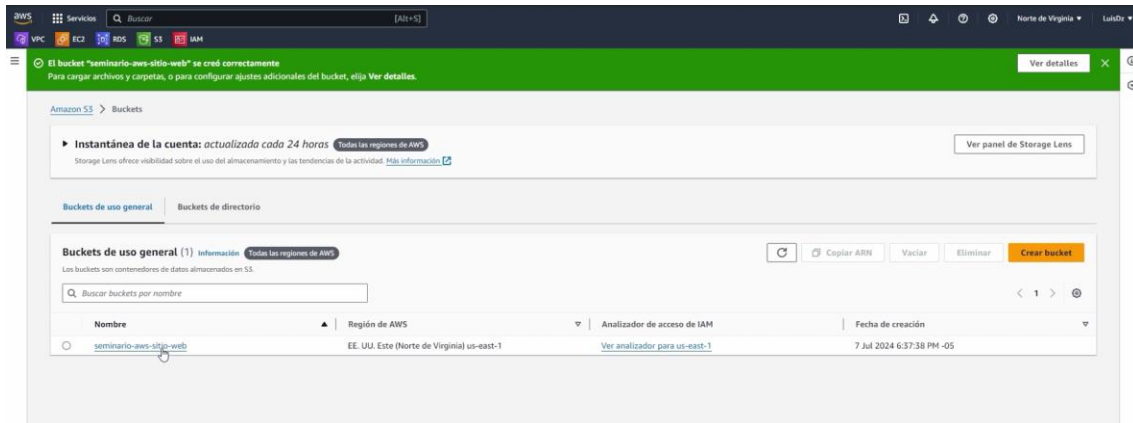 aws Servicios Buscar [Alt+S] Norte de Virginia LuisDz
VPC EC2 RDS S3 IAM
El bucket "seminario-aws-sitio-web" se creó correctamente
Para cargar archivos y carpetas, o para configurar ajustes adicionales del bucket, elija Ver detalles.
Ver detalles
Amazon S3 > Buckets
Instantánea de la cuenta: actualizada cada 24 horas Todas las regiones de AWS
Storage Lens ofrece visibilidad sobre el uso del almacenamiento y las tendencias de la actividad. Más información
Ver panel de Storage Lens
Buckets de uso general Buckets de directorio
Buckets de uso general (1) Información Todas las regiones de AWS
Los buckets son contenedores de datos almacenados en S3.
Copiar ARN Vaciar Eliminar Crear bucket
Buscar buckets por nombre
< 1 >
Nombre Región de AWS Analizador de acceso de IAM Fecha de creación
seminario-aws-sitio-web EE. UU. Este (Norte de Virginia) us-east-1 Ver analizador para us-east-1 7 Jul 2024 6:37:38 PM -05